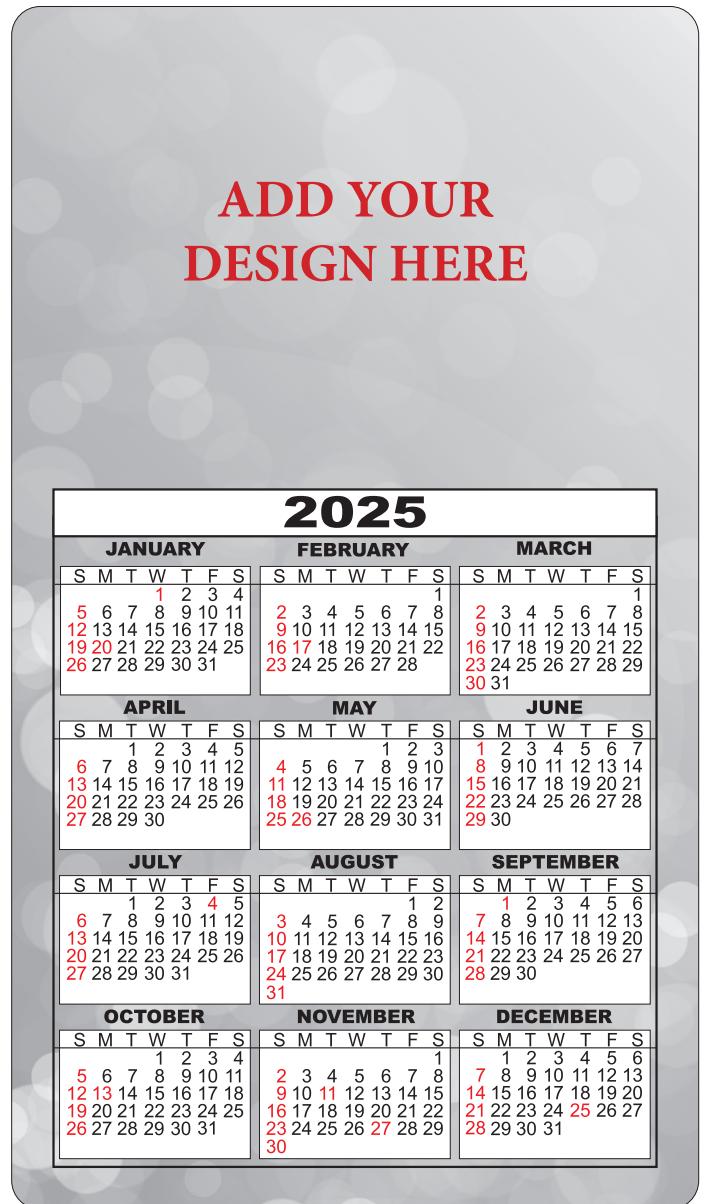 ADD YOUR
DESIGN HERE
2025
JANUARY
S M T W T F S
1 2 3 4
5 6 7 8 9 10 11
12 13 14 15 16 17 18
19 20 21 22 23 24 25
26 27 28 29 30 31
FEBRUARY
S M T W T F S
1
2 3 4 5 6 7 8
9 10 11 12 13 14 15
16 17 18 19 20 21 22
23 24 25 26 27 28
MARCH
S M T W T F S
1
2 3 4 5 6 7 8
9 10 11 12 13 14 15
16 17 18 19 20 21 22
23 24 25 26 27 28 29
30 31
APRIL
S M T W T F S
1 2 3 4 5
6 7 8 9 10 11 12
13 14 15 16 17 18 19
20 21 22 23 24 25 26
27 28 29 30
MAY
S M T W T F S
1 2 3
4 5 6 7 8 9 10
11 12 13 14 15 16 17
18 19 20 21 22 23 24
25 26 27 28 29 30 31
JUNE
S M T W T F S
1 2 3 4 5 6 7
8 9 10 11 12 13 14
15 16 17 18 19 20 21
22 23 24 25 26 27 28
29 30
JULY
S M T W T F S
1 2 3 4 5
6 7 8 9 10 11 12
13 14 15 16 17 18 19
20 21 22 23 24 25 26
27 28 29 30 31
AUGUST
S M T W T F S
1 2
3 4 5 6 7 8 9
10 11 12 13 14 15 16
17 18 19 20 21 22 23
24 25 26 27 28 29 30
31
SEPTEMBER
S M T W T F S
1 2 3 4 5 6
7 8 9 10 11 12 13
14 15 16 17 18 19 20
21 22 23 24 25 26 27
28 29 30
OCTOBER
S M T W T F S
1 2 3 4
5 6 7 8 9 10 11
12 13 14 15 16 17 18
19 20 21 22 23 24 25
26 27 28 29 30 31
NOVEMBER
S M T W T F S
1
2 3 4 5 6 7 8
9 10 11 12 13 14 15
16 17 18 19 20 21 22
23 24 25 26 27 28 29
30
DECEMBER
S M T W T F S
1 2 3 4 5 6
7 8 9 10 11 12 13
14 15 16 17 18 19 20
21 22 23 24 25 26 27
28 29 30 31